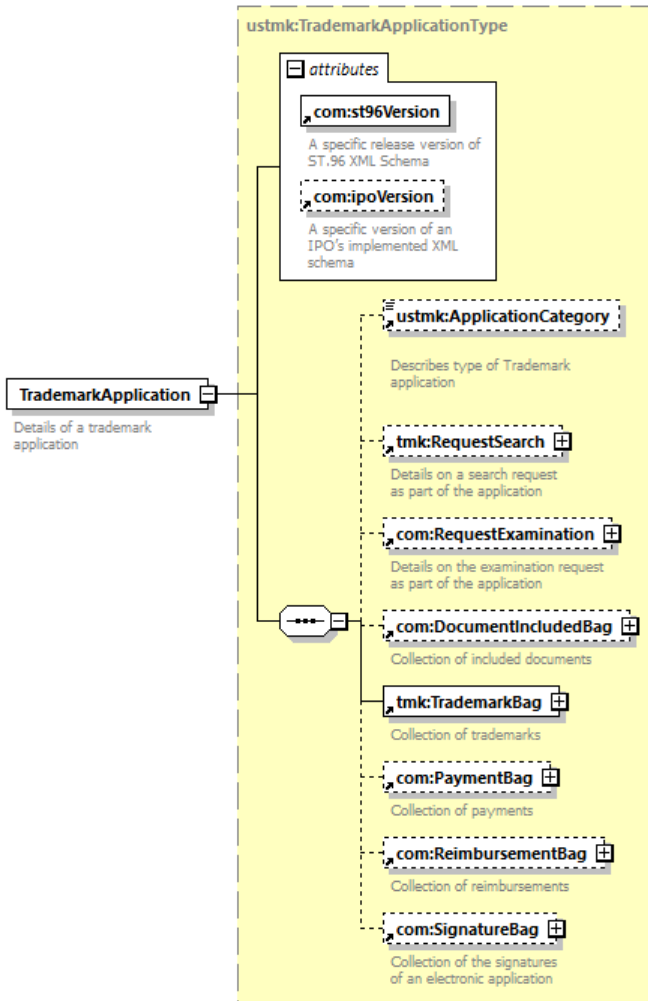 ustmk:TrademarkApplicationType
attributes
com:st96Version
A specific release version of
ST.96 XML Schema
com:ipoVersion
A specific version of an
IPO's implemented XML
schema
ustmk:ApplicationCategory
Describes type of Trademark
application
TrademarkApplication
Details of a trademark
application
tmk:RequestSearch
Details on a search request
as part of the application
com:RequestExamination
Details on the examination request
as part of the application
com:DocumentIncludedBag
Collection of included documents
tmk:TrademarkBag
Collection of trademarks
com:PaymentBag
Collection of payments
com:ReimbursementBag
Collection of reimbursements
com:SignatureBag
Collection of the signatures
of an electronic application